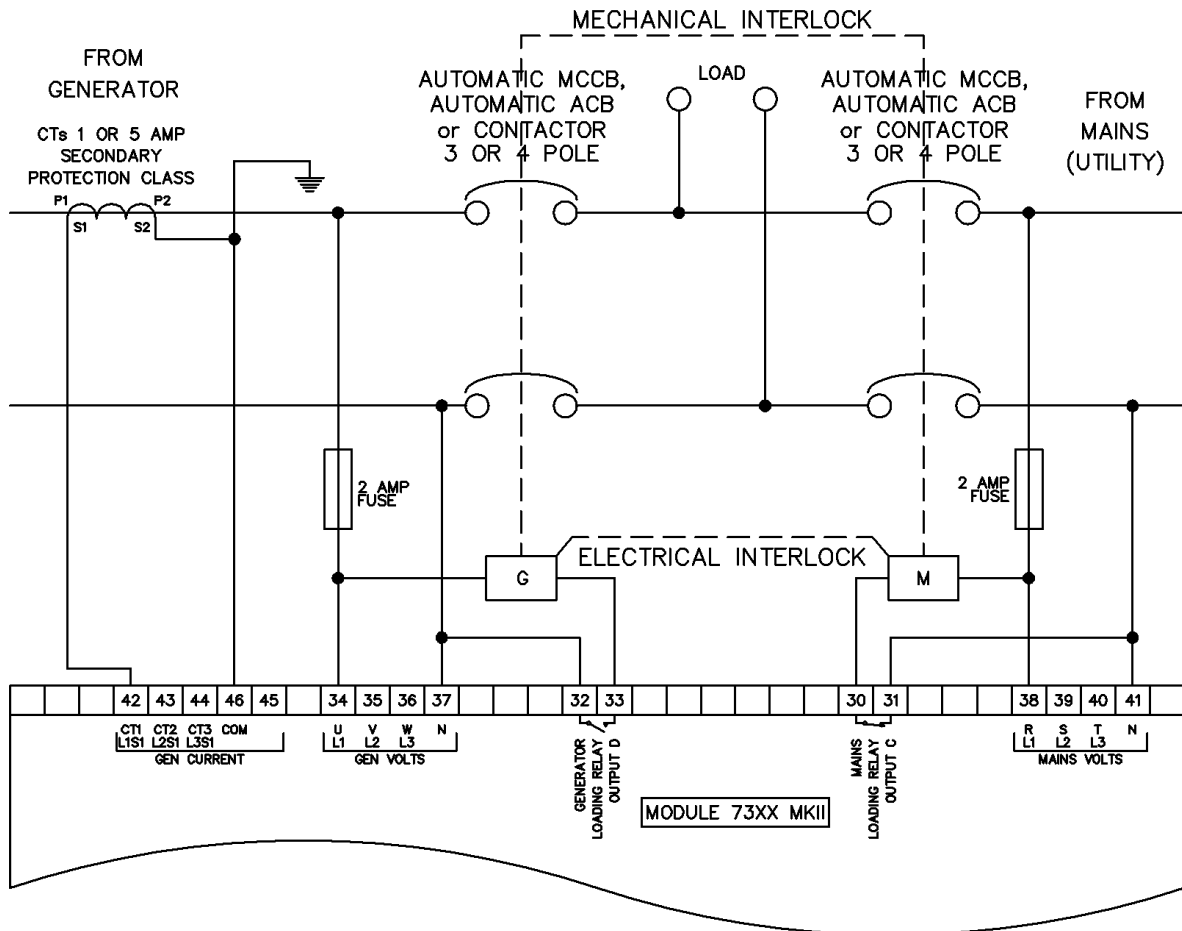 MECHANICAL INTERLOCK
FROM
GENERATOR
CTs 1 OR 5 AMP
SECONDARY
PROTECTION CLASS
AUTOMATIC MCCB,
AUTOMATIC ACB
or CONTACTOR
3 OR 4 POLE
LOAD
AUTOMATIC MCCB,
AUTOMATIC ACB
or CONTACTOR
3 OR 4 POLE
FROM
MAINS
(UTILITY)
P1 P2
S1 S2
2 AMP
FUSE
2 AMP
FUSE
ELECTRICAL INTERLOCK
G
M
42 43 44 46 45 34 35 36 37 32 33 30 31 38 39 40 41
CT1 CT2 CT3 COM
L1S1 L2S1 L3S1
GEN CURRENT
U V W N
L1 L2 L3
GEN VOLTS
GENERATOR
LOADING RELAY
OUTPUT D
MODULE 73XX MKII
MAINS
LOADING RELAY
OUTPUT C
R S T N
L1 L2 L3
MAINS VOLTS